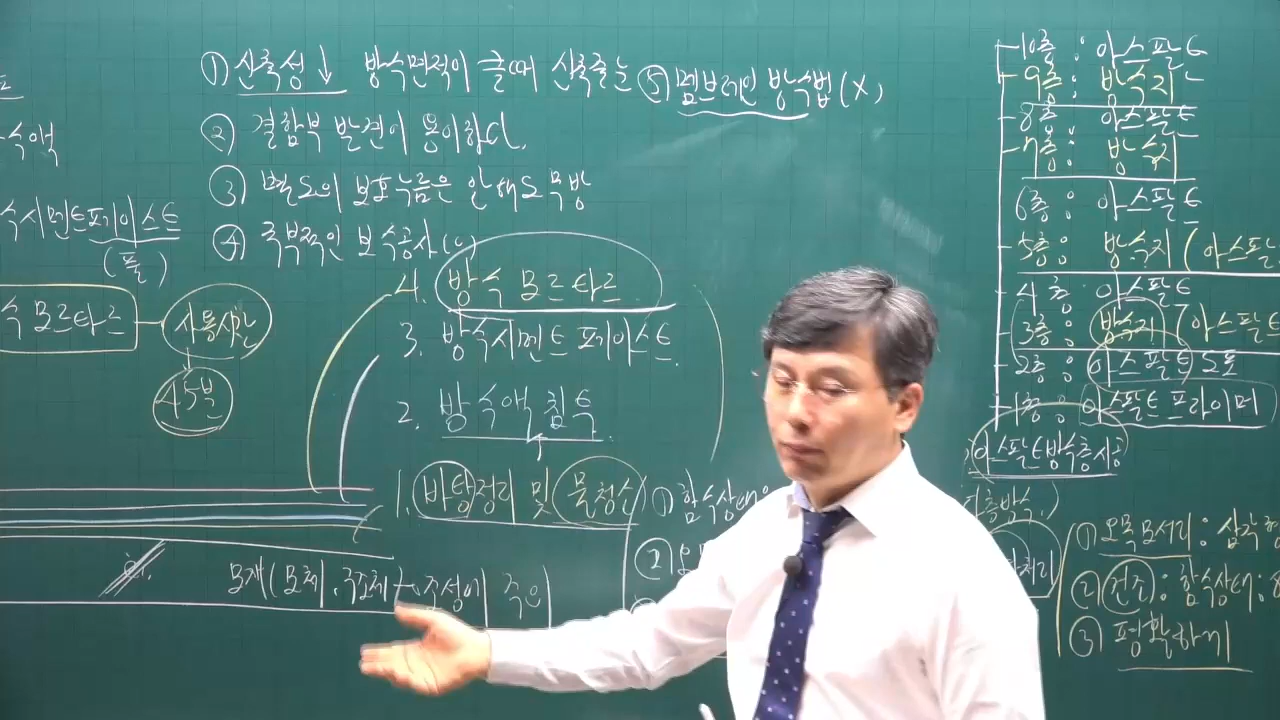 ① 신축성↓ 방수면적이 클때 신축줄눈
② 결함부 발견이 용이하다.
③ 별도의 보호누름은 안해도 무방
④ 국부적인 보수공사(○)
⑤ 멤브레인 방수법(X)
수액
수시멘트페이스트
(풀)
수 모르타르
사용시간
45분
4. 방수 모르타르
3. 방수시멘트 페이스트.
2. 방수액 침투
1. 바탕정리 및 물청소
모재(모체, 구조체
10층 : 아스팔트
9층 : 방수지
8층 : 아스팔트
7층 : 방수지
6층 : 아스팔트
5층 : 방수지(아스팔
4층 : 아스팔트
3층 : 방수지(아스팔트
2층 : 아스팔트
1층 : 아스팔트 프라이머
아스팔트방수층시공
층방수.)
① 함수상태
②
처리
① 오목모서리 : 삼각형
② 건조 : 함수상태 : 8
③ 평활하게